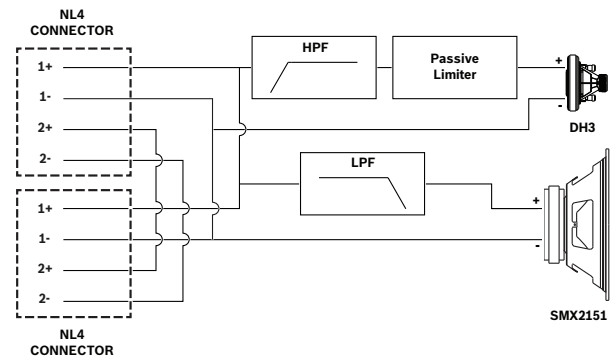 NL4
CONNECTOR
1+
1-
2+
2-
1+
1-
2+
2-
NL4
CONNECTOR
HPF
Passive
Limiter
+
-
DH3
LPF
+
-
SMX2151